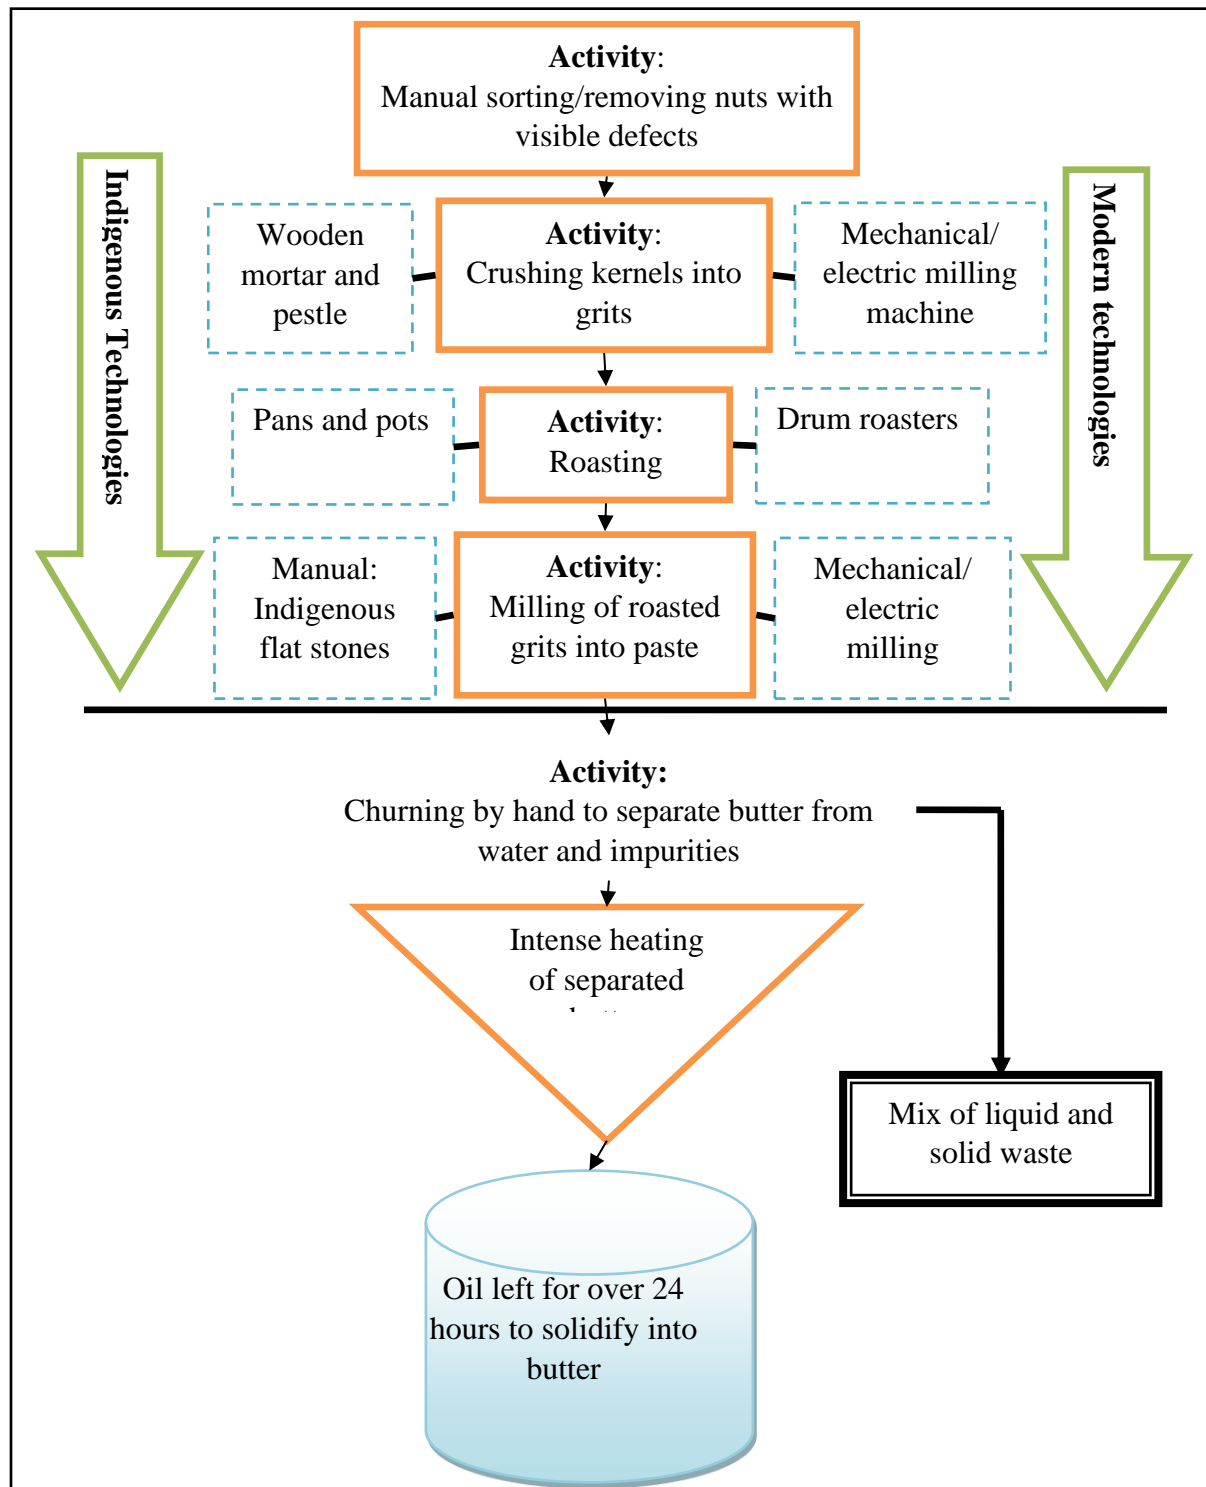 Activity:
Manual sorting/removing nuts with
visible defects
Indigenous Technologies
Modern technologies
Wooden
mortar and
pestle
Activity:
Crushing kernels into
grits
Mechanical/
electric milling
machine
Pans and pots
Activity:
Roasting
Drum roasters
Manual:
Indigenous
flat stones
Activity:
Milling of roasted
grits into paste
Mechanical/
electric
milling
Activity:
Churning by hand to separate butter from
water and impurities
Intense heating
of separated
Mix of liquid and
solid waste
Oil left for over 24
hours to solidify into
butter